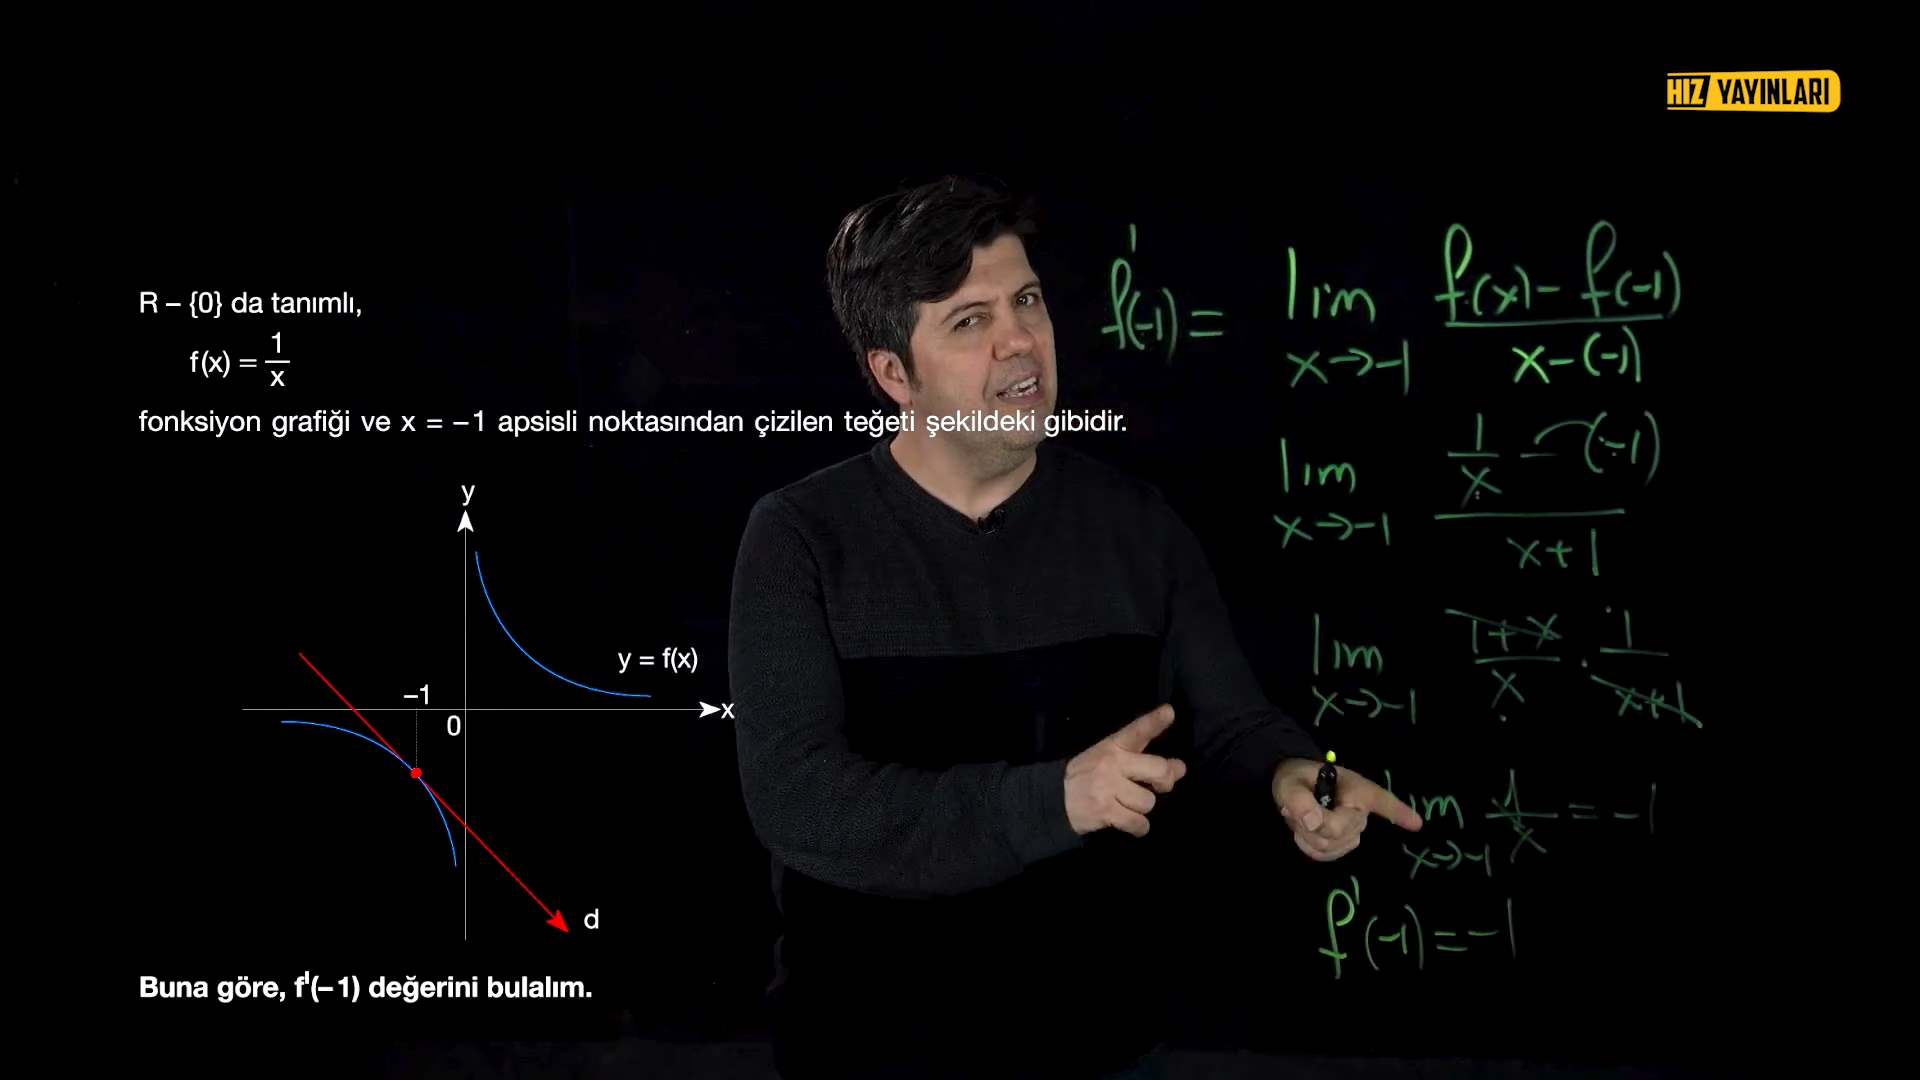 HIZ YAYINLARI
R – {0} da tanımlı,
f(x) = 1/x
fonksiyon grafiği ve x = –1 apsisli noktasından çizilen teğeti şekildeki gibidir.
y
y = f(x)
–1
0
x
d
Buna göre, f'(–1) değerini bulalım.
f'(-1) = lim x→-1 f(x) - f(-1) / x - (-1)
lim x→-1 1/x - (-1) / x+1
lim x→-1 1+x / x . 1 / x+1
lim x→-1 1/x = -1
f'(-1) = -1